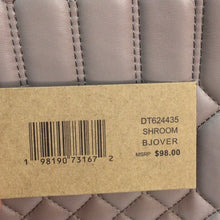 DT624435
SHROOM
BJOVER
MSRP $98.00
1 98190 73167 2